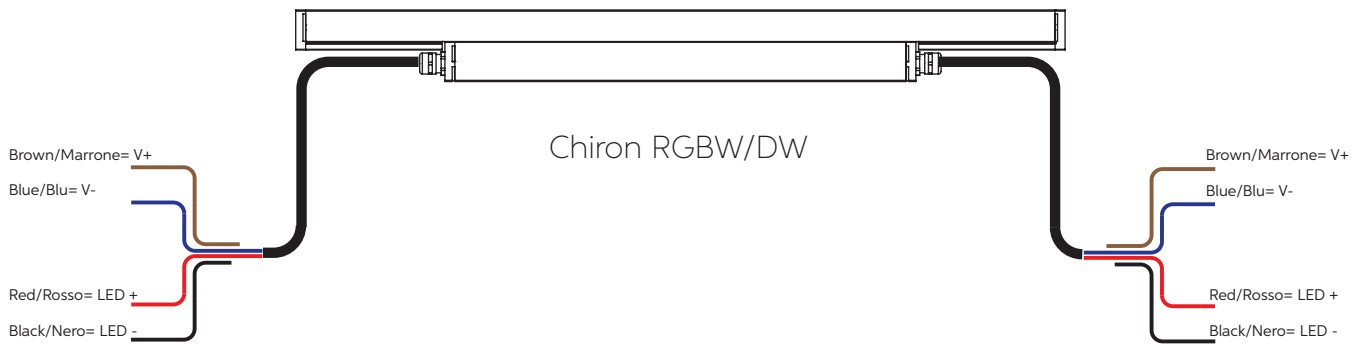 Chiron RGBW/DW
Brown/Marrone= V+
Blue/Blu= V-
Red/Rosso= LED +
Black/Nero= LED -
Brown/Marrone= V+
Blue/Blu= V-
Red/Rosso= LED +
Black/Nero= LED -